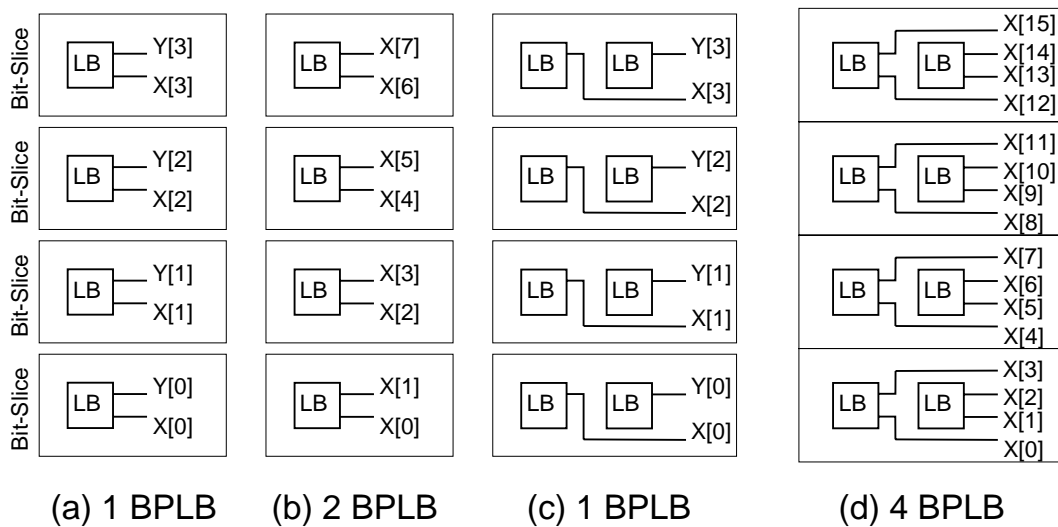 Bit-Slice
LB
Y[3]
X[3]
LB
X[7]
X[6]
LB
LB
Y[3]
X[3]
LB
LB
X[15]
X[14]
X[13]
X[12]
Bit-Slice
LB
Y[2]
X[2]
LB
X[5]
X[4]
LB
LB
Y[2]
X[2]
LB
LB
X[11]
X[10]
X[9]
X[8]
Bit-Slice
LB
Y[1]
X[1]
LB
X[3]
X[2]
LB
LB
Y[1]
X[1]
LB
LB
X[7]
X[6]
X[5]
X[4]
Bit-Slice
LB
Y[0]
X[0]
LB
X[1]
X[0]
LB
LB
Y[0]
X[0]
LB
LB
X[3]
X[2]
X[1]
X[0]
(a) 1 BPLB
(b) 2 BPLB
(c) 1 BPLB
(d) 4 BPLB